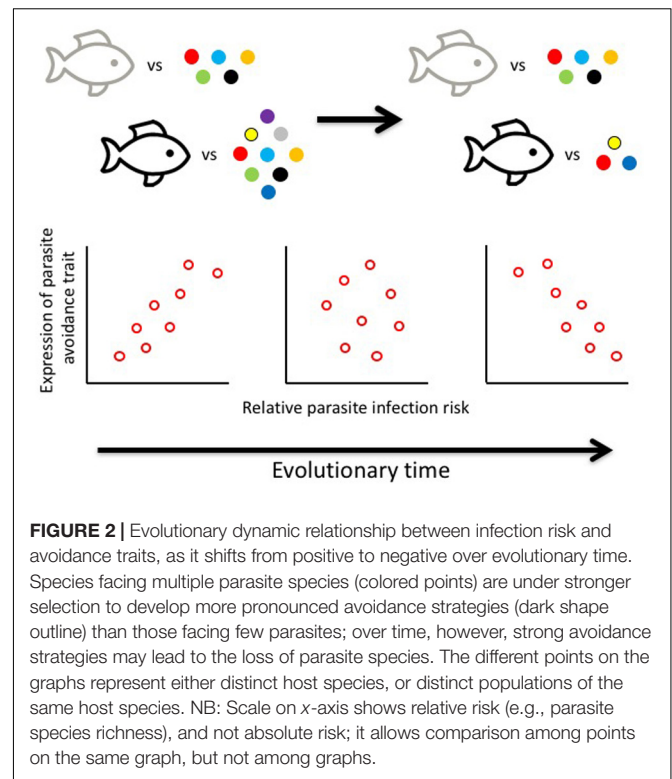 vs
vs
vs
vs
Expression of parasite
avoidance trait
Relative parasite infection risk
Evolutionary time
FIGURE 2 | Evolutionary dynamic relationship between infection risk and
avoidance traits, as it shifts from positive to negative over evolutionary time.
Species facing multiple parasite species (colored points) are under stronger
selection to develop more pronounced avoidance strategies (dark shape
outline) than those facing few parasites; over time, however, strong avoidance
strategies may lead to the loss of parasite species. The different points on the
graphs represent either distinct host species, or distinct populations of the
same host species. NB: Scale on x-axis shows relative risk (e.g., parasite
species richness), and not absolute risk; it allows comparison among points
on the same graph, but not among graphs.